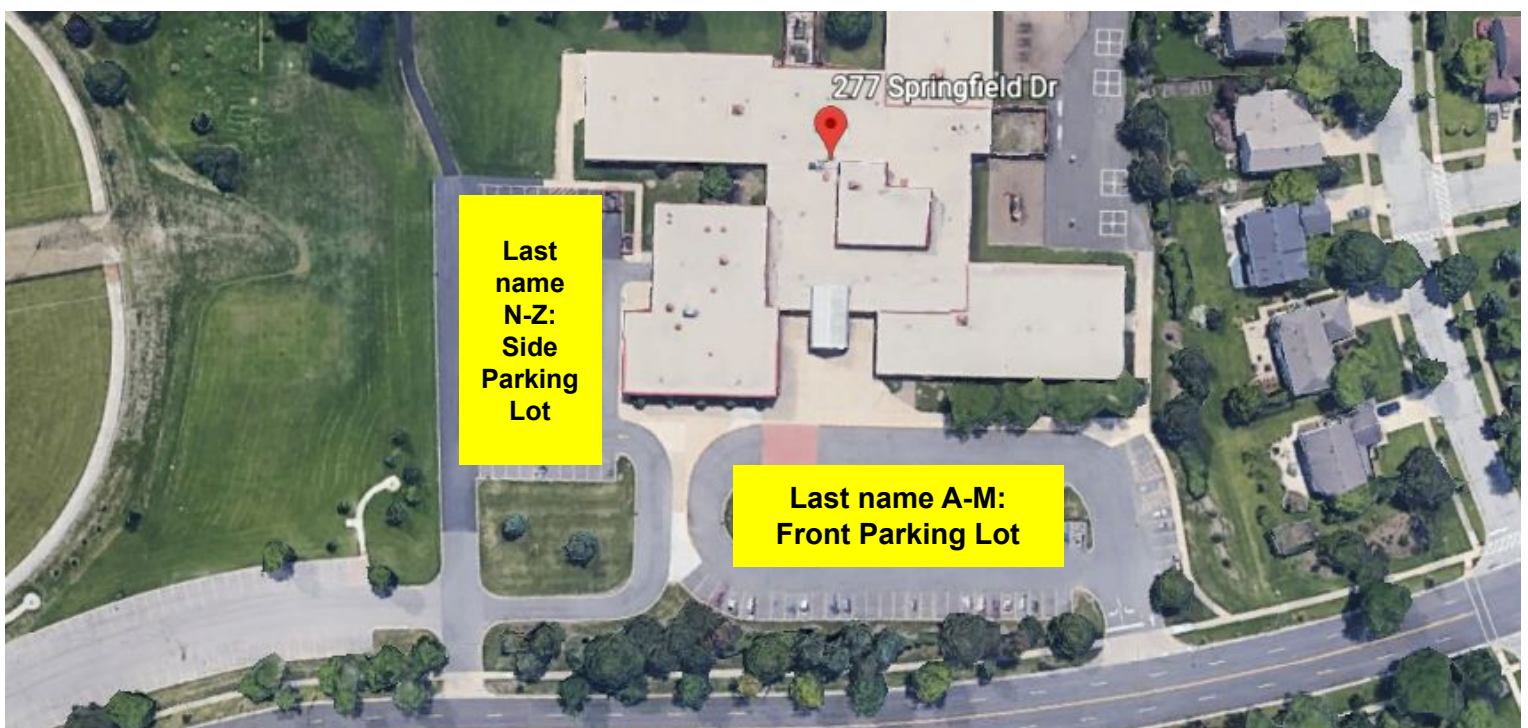 277 Springfield Dr
Last
name
N-Z:
Side
Parking
Lot
Last name A-M:
Front Parking Lot